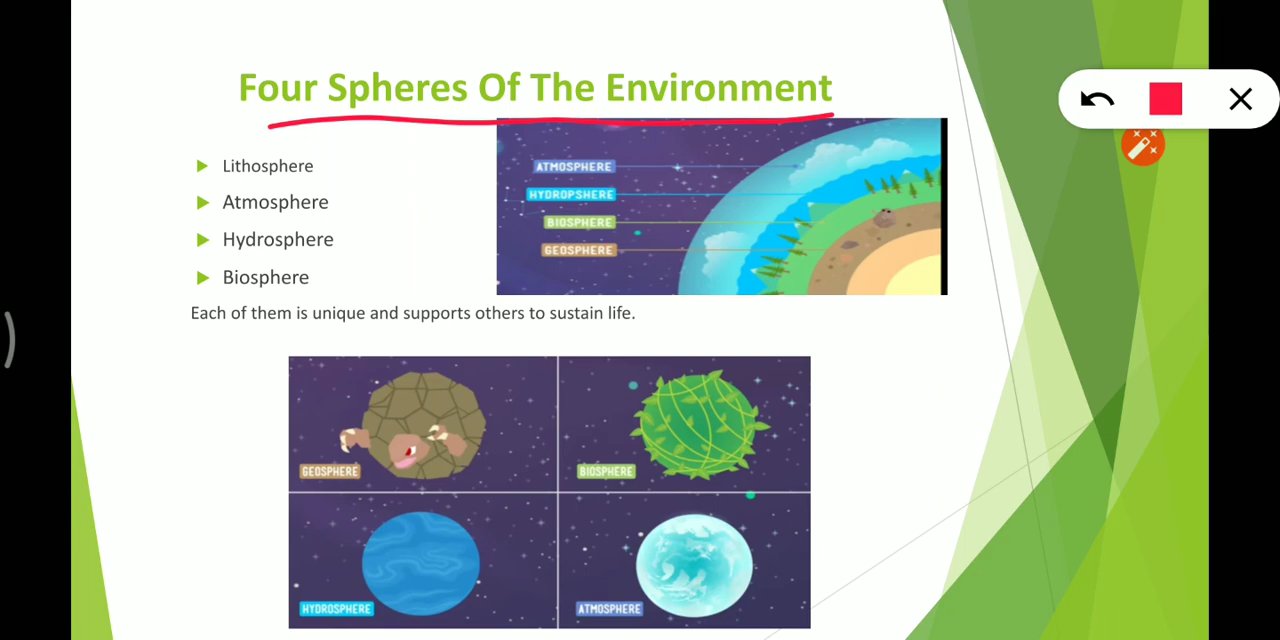 Four Spheres Of The Environment
Lithosphere
Atmosphere
Hydrosphere
Biosphere
Each of them is unique and supports others to sustain life.
ATMOSPHERE
HYDROPSHERE
BIOSPHERE
GEOSPHERE
GEOSPHERE
BIOSPHERE
HYDROSPHERE
ATMOSPHERE